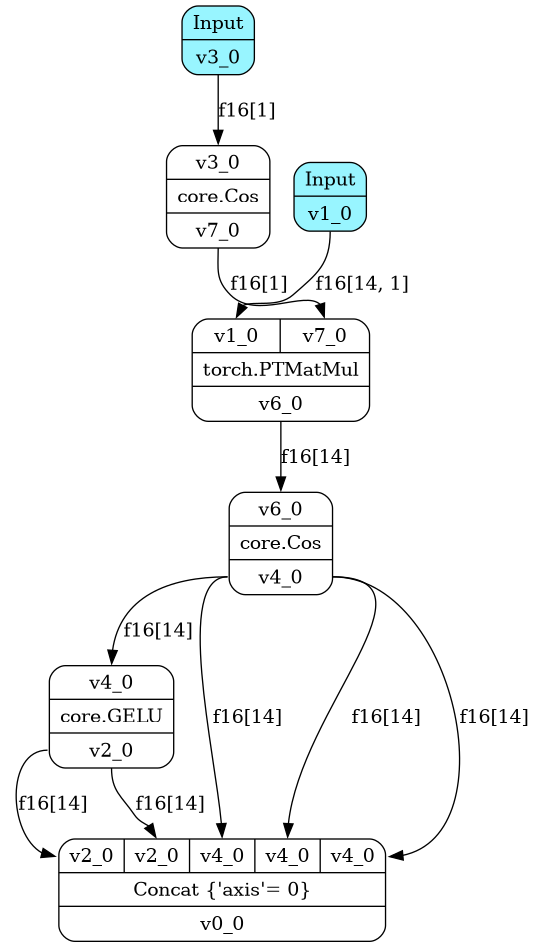 Input
v3_0
f16[1]
v3_0
core.Cos
v7_0
Input
v1_0
f16[1]
f16[14, 1]
v1_0 v7_0
torch.PTMatMul
v6_0
f16[14]
v6_0
core.Cos
v4_0
f16[14]
v4_0
core.GELU
v2_0
f16[14] f16[14] f16[14]
f16[14] f16[14]
v2_0 v2_0 v4_0 v4_0 v4_0
Concat {'axis'= 0}
v0_0